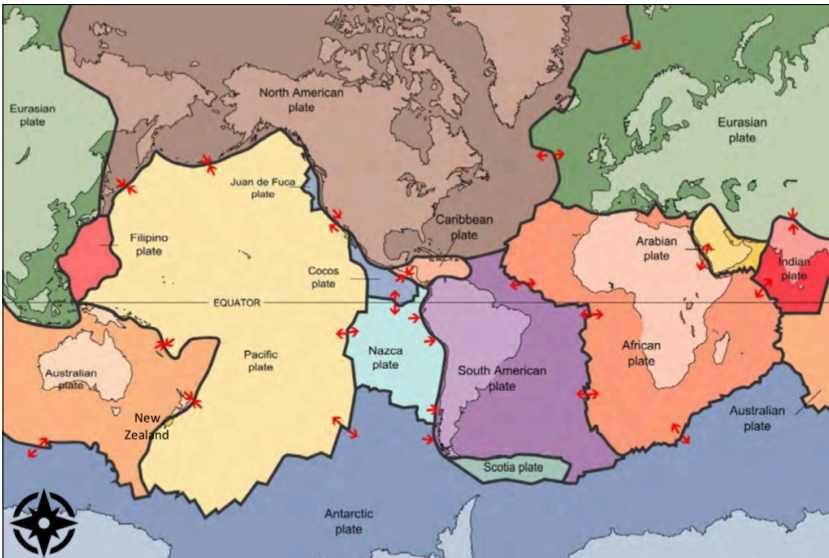 Eurasian
plate
North American
plate
Eurasian
plate
Juan de Fuca
plate
Caribbean
plate
Filipino
plate
Arabian
plate
Indian
plate
Cocos
plate
EQUATOR
Pacific
plate
Nazca
plate
African
plate
South American
plate
Australian
plate
New
Zealand
Australian
plate
Scotia plate
Antarctic
plate